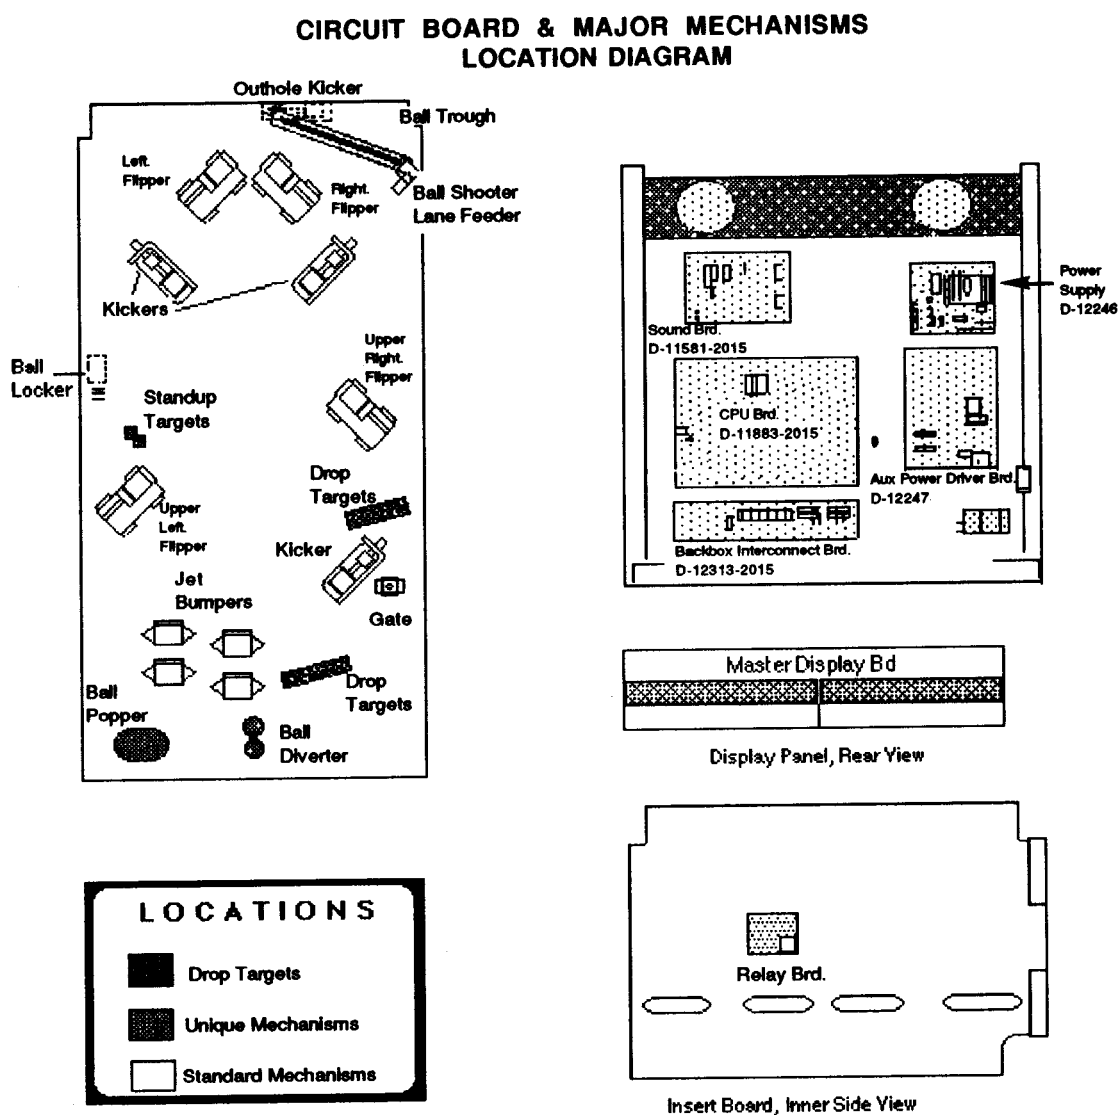 CIRCUIT BOARD & MAJOR MECHANISMS
LOCATION DIAGRAM
Outhole Kicker
Ball Trough
Left.
Flipper
Right.
Flipper
Ball Shooter
Lane Feeder
Kickers
Upper
Right.
Flipper
Ball
Locker
Standup
Targets
Drop
Targets
Upper
Left.
Flipper
Kicker
Jet
Bumpers
Gate
Drop
Targets
Ball
Popper
Ball
Diverter
Power
Supply
D-12246
Sound Brd.
D-11581-2015
CPU Brd.
D-11883-2015
Aux Power Driver Brd.
D-12247
Backbox Interconnect Brd.
D-12313-2015
Master Display Bd
Display Panel, Rear View
Relay Brd.
Insert Board, Inner Side View
LOCATIONS
Drop Targets
Unique Mechanisms
Standard Mechanisms